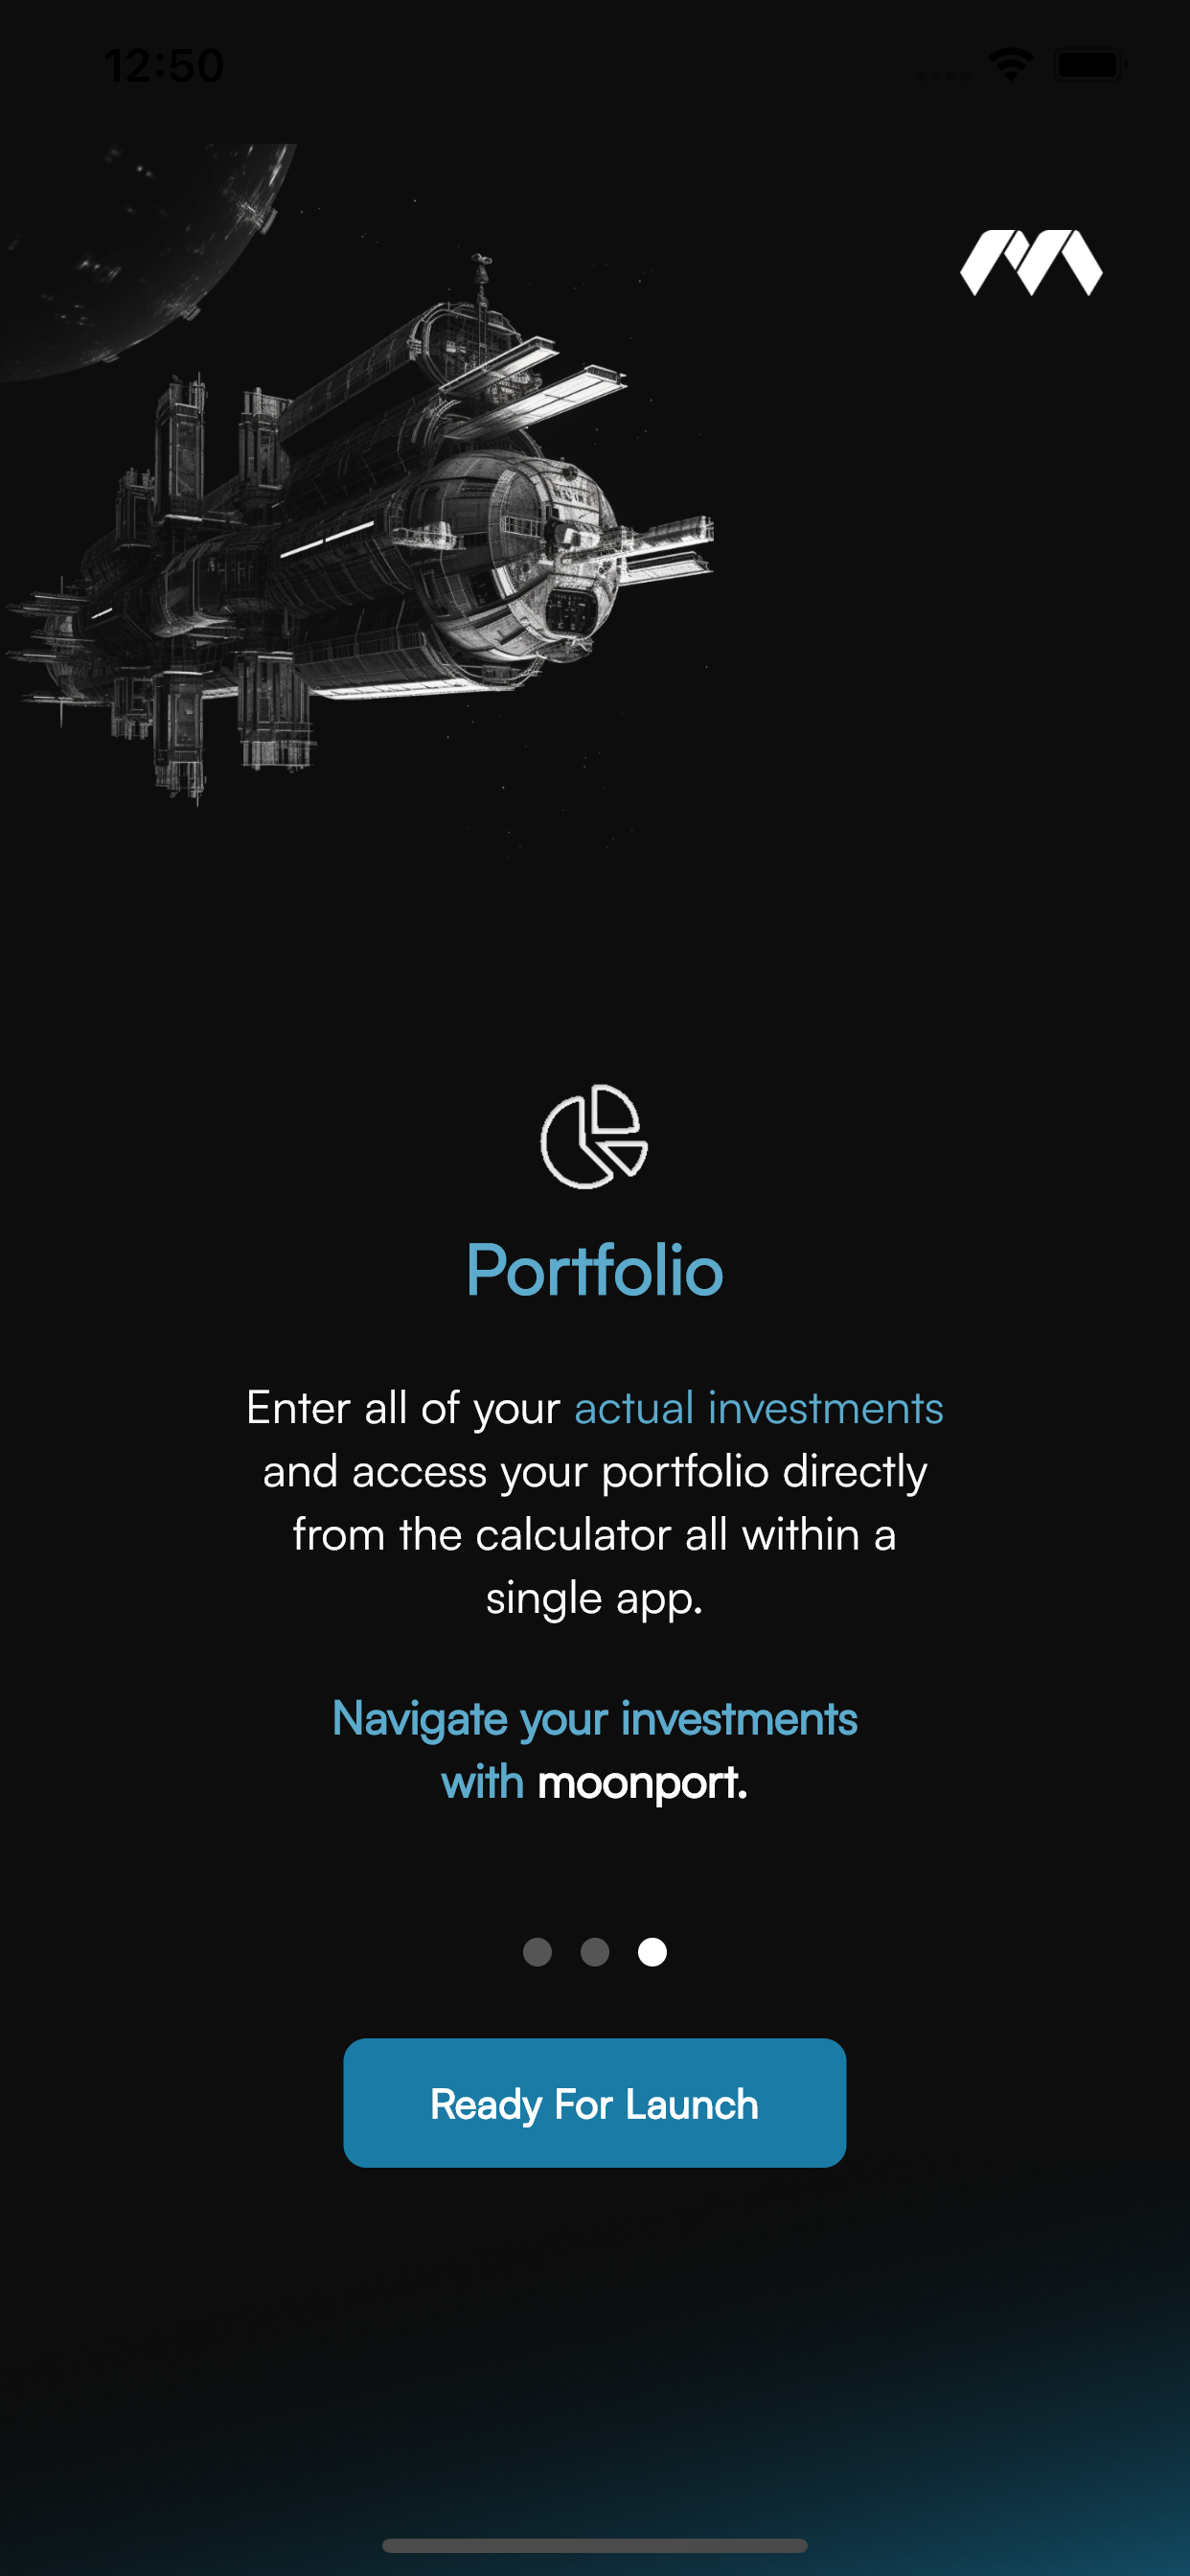 12:50
Portfolio
Enter all of your actual investments
and access your portfolio directly
from the calculator all within a
single app.
Navigate your investments
with moonport.
Ready For Launch